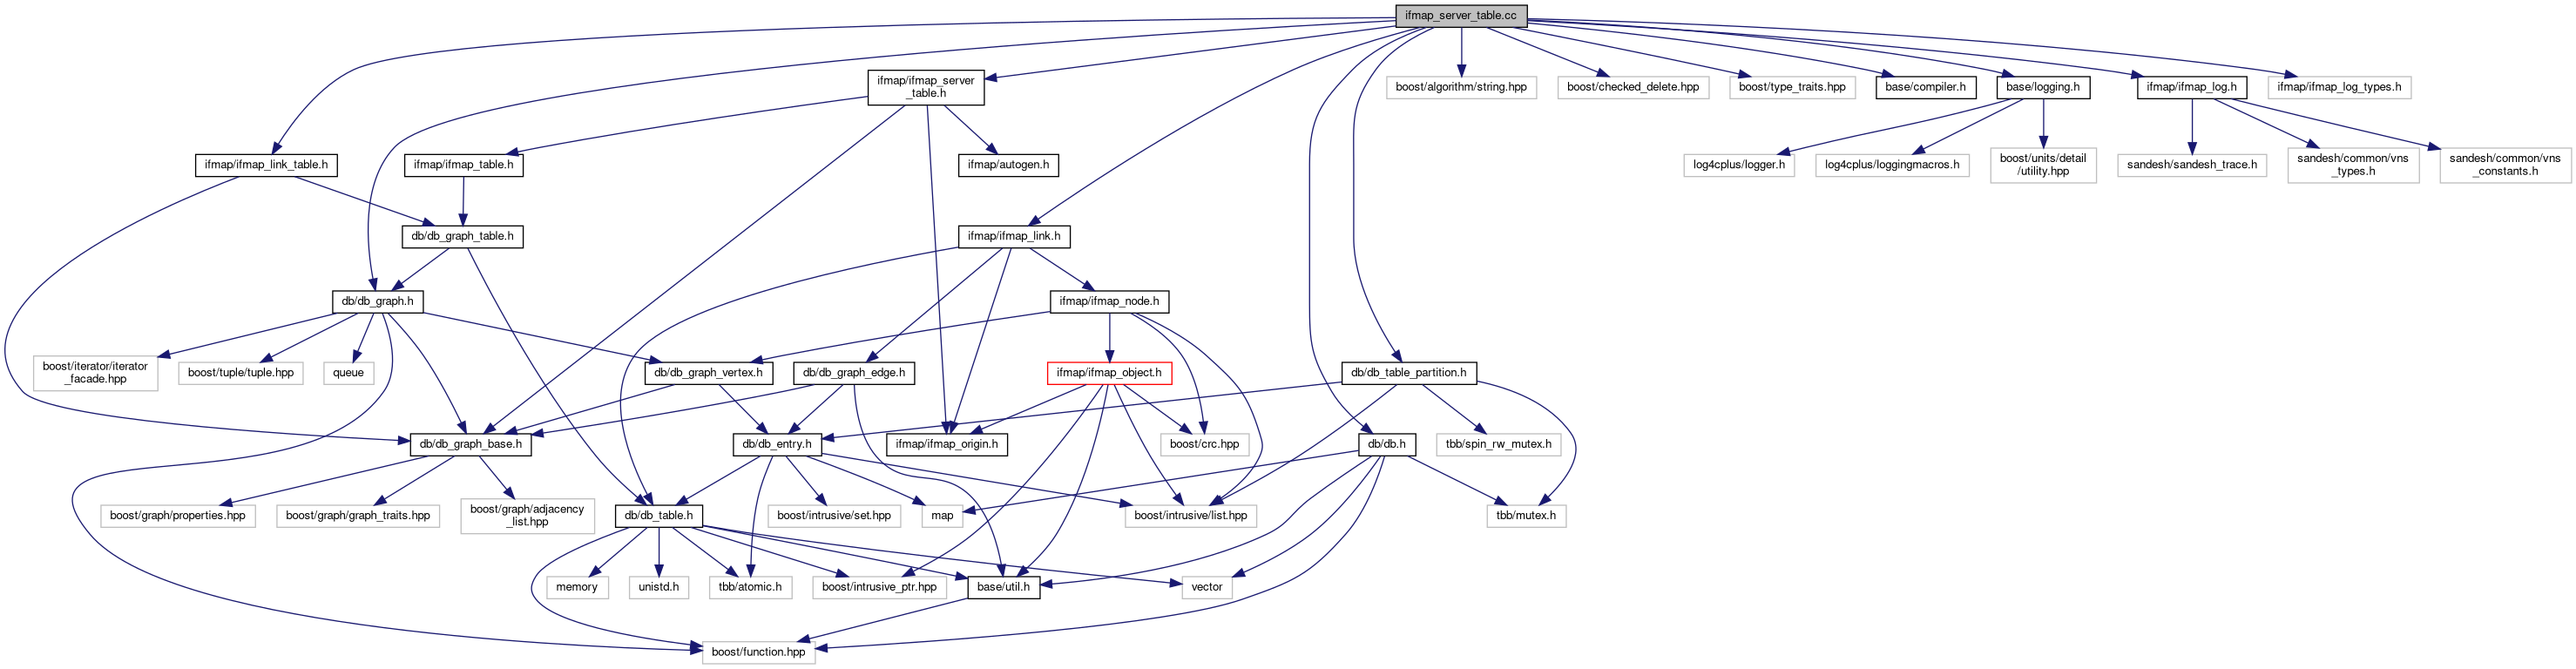 ifmap_server_table.cc
ifmap/ifmap_server
_table.h
boost/algorithm/string.hpp
boost/checked_delete.hpp
boost/type_traits.hpp
base/compiler.h
base/logging.h
ifmap/ifmap_log.h
ifmap/ifmap_log_types.h
ifmap/ifmap_link_table.h
ifmap/ifmap_table.h
ifmap/autogen.h
log4cplus/logger.h
log4cplus/loggingmacros.h
boost/units/detail
/utility.hpp
sandesh/sandesh_trace.h
sandesh/common/vns
_types.h
sandesh/common/vns
_constants.h
db/db_graph_table.h
ifmap/ifmap_link.h
db/db_graph.h
ifmap/ifmap_node.h
boost/iterator/iterator
_facade.hpp
boost/tuple/tuple.hpp
queue
db/db_graph_vertex.h
db/db_graph_edge.h
ifmap/ifmap_object.h
db/db_table_partition.h
db/db_graph_base.h
db/db_entry.h
ifmap/ifmap_origin.h
boost/crc.hpp
db/db.h
tbb/spin_rw_mutex.h
boost/graph/properties.hpp
boost/graph/graph_traits.hpp
boost/graph/adjacency
_list.hpp
db/db_table.h
boost/intrusive/set.hpp
map
boost/intrusive/list.hpp
tbb/mutex.h
memory
unistd.h
tbb/atomic.h
boost/intrusive_ptr.hpp
base/util.h
vector
boost/function.hpp